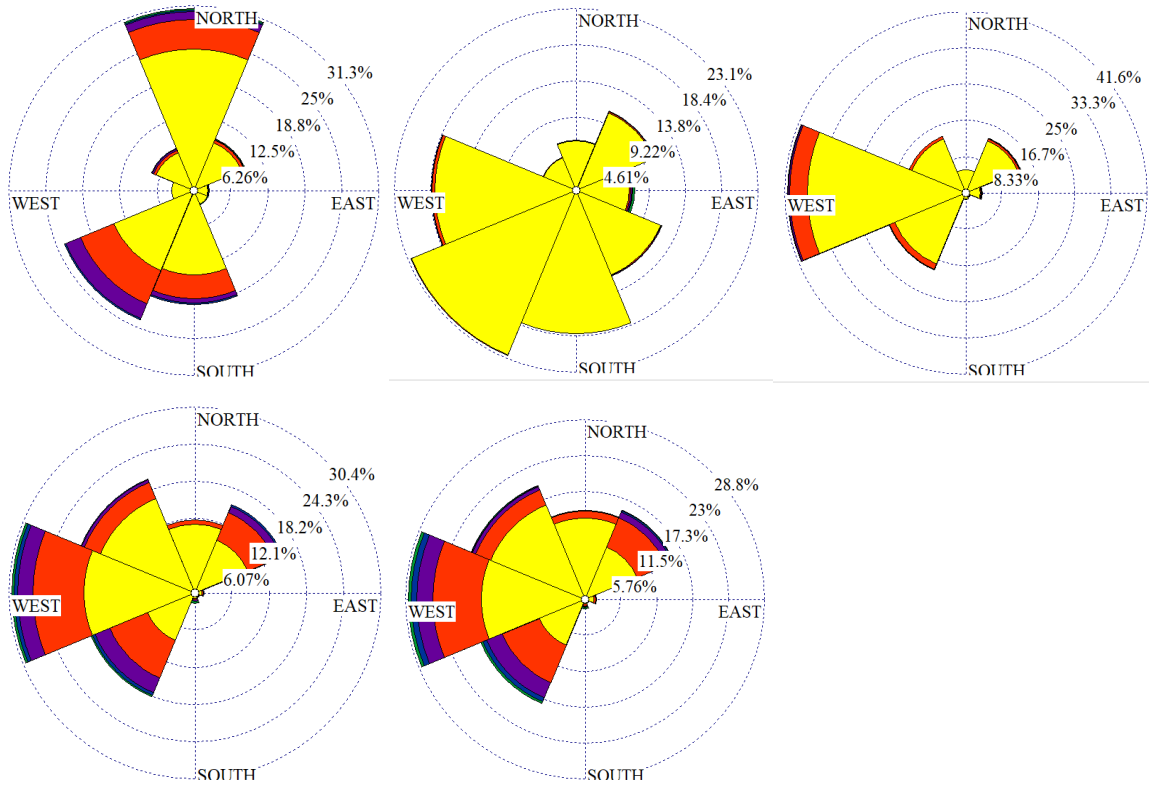 NORTH
31.3%
25%
18.8%
12.5%
6.26%
WEST
EAST
SOUTH
NORTH
23.1%
18.4%
13.8%
9.22%
4.61%
WEST
EAST
SOUTH
NORTH
41.6%
33.3%
25%
16.7%
8.33%
WEST
EAST
SOUTH
NORTH
30.4%
24.3%
18.2%
12.1%
6.07%
WEST
EAST
SOUTH
NORTH
28.8%
23%
17.3%
11.5%
5.76%
WEST
EAST
SOUTH